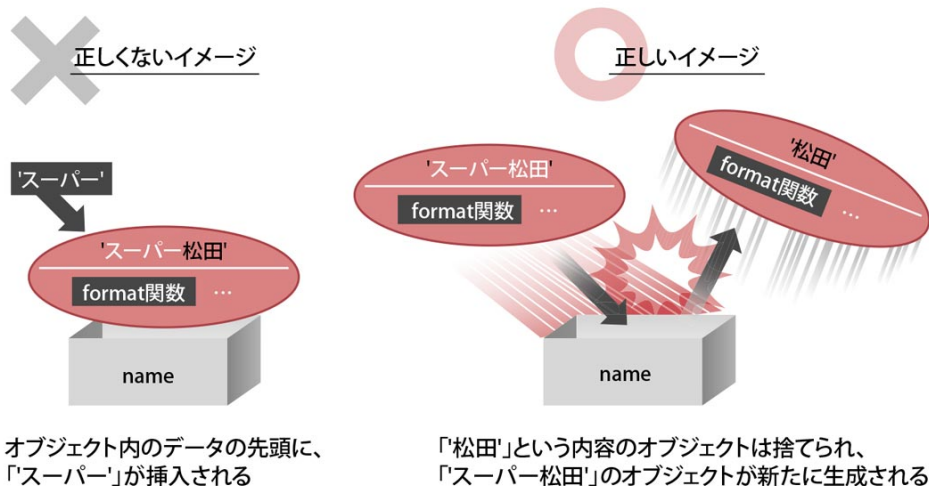 正しくないイメージ
'スーパー'
'スーパー松田'
format関数 …
name
オブジェクト内のデータの先頭に、
「'スーパー'」が挿入される
正しいイメージ
'スーパー松田'
format関数 …
'松田'
format関数 …
name
「'松田'」という内容のオブジェクトは捨てられ、
「'スーパー松田'」のオブジェクトが新たに生成される